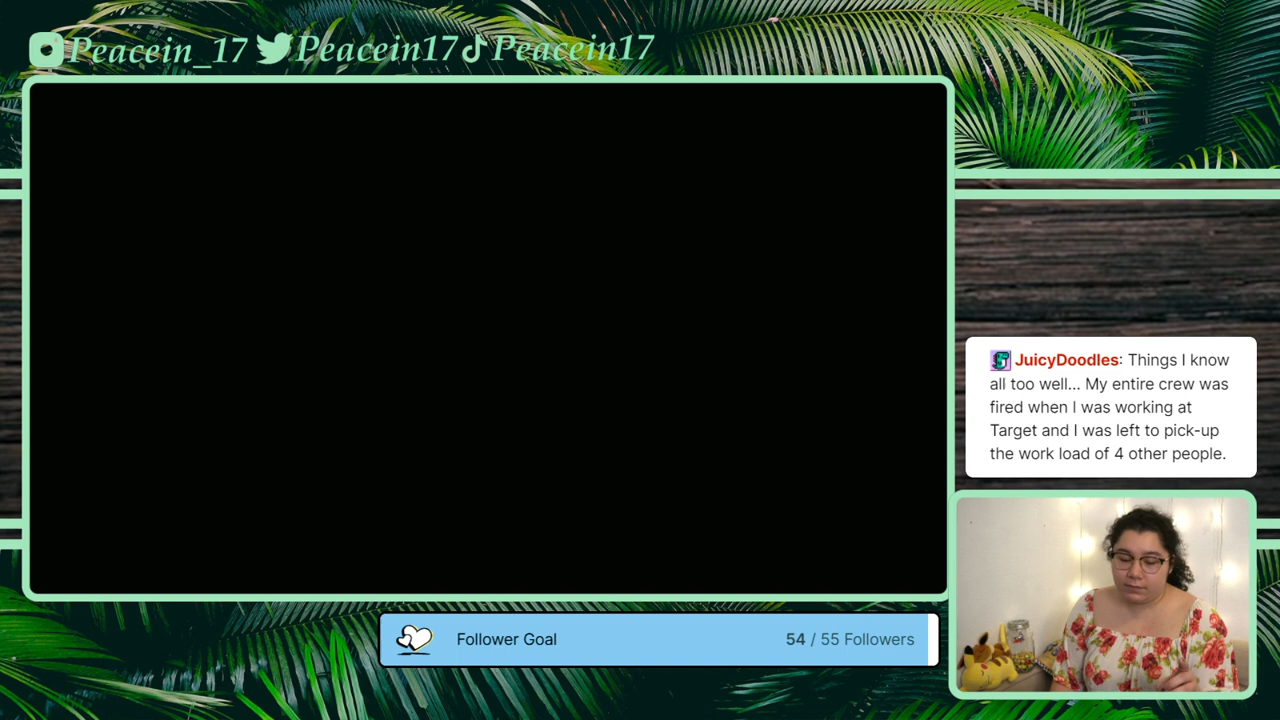 Peacein_17 Peacein17 Peacein17
JuicyDoodles: Things I know
all too well... My entire crew was
fired when I was working at
Target and I was left to pick-up
the work load of 4 other people.
Follower Goal 54 / 55 Followers